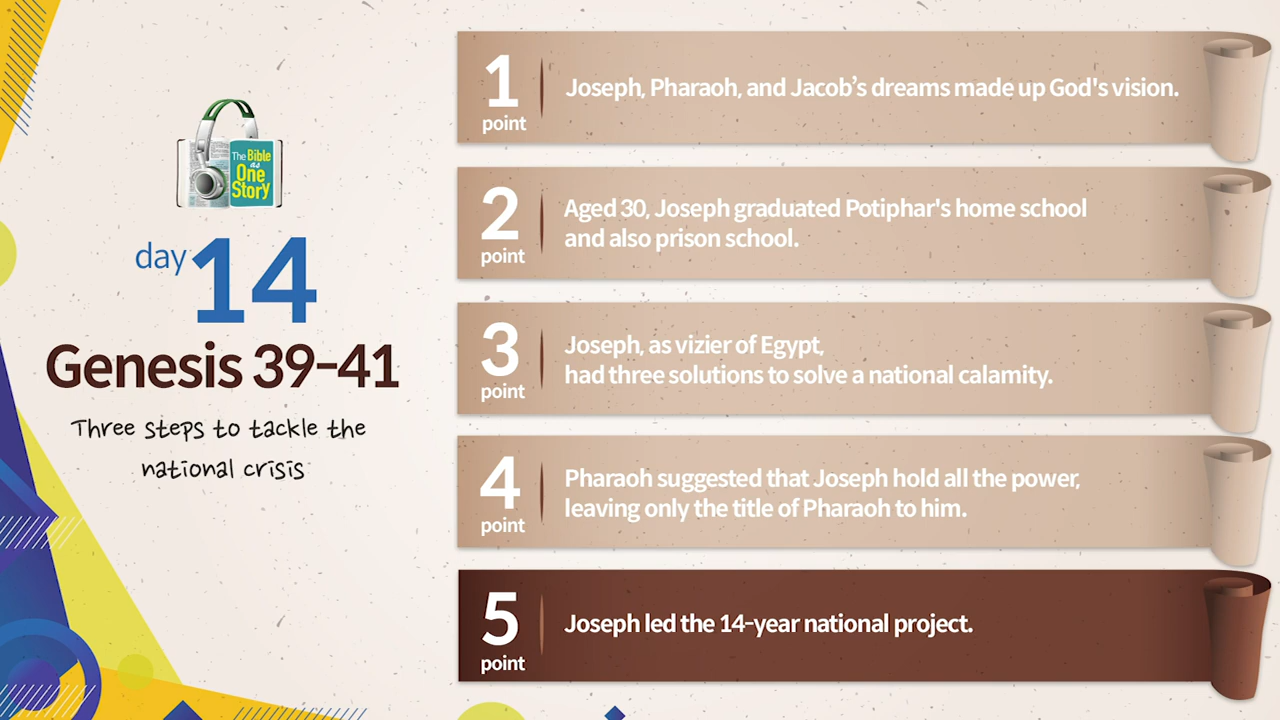 The Bible
as
One
Story
day 14
Genesis 39-41
Three steps to tackle the
national crisis
1
point
Joseph, Pharaoh, and Jacob’s dreams made up God's vision.
2
point
Aged 30, Joseph graduated Potiphar's home school
and also prison school.
3
point
Joseph, as vizier of Egypt,
had three solutions to solve a national calamity.
4
point
Pharaoh suggested that Joseph hold all the power,
leaving only the title of Pharaoh to him.
5
point
Joseph led the 14-year national project.